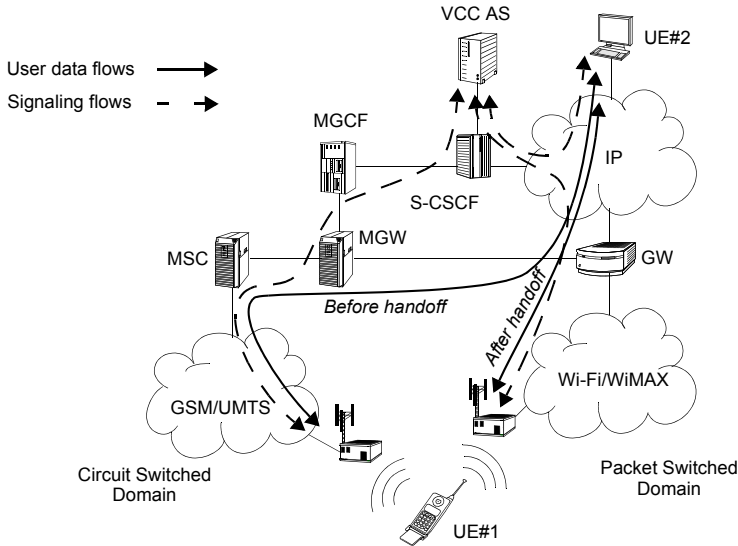 VCC AS
UE#2
User data flows
Signaling flows
MGCF
IP
S-CSCF
MGW
MSC
GW
Before handoff
After handoff
Wi-Fi/WiMAX
GSM/UMTS
Circuit Switched
Domain
Packet Switched
Domain
UE#1